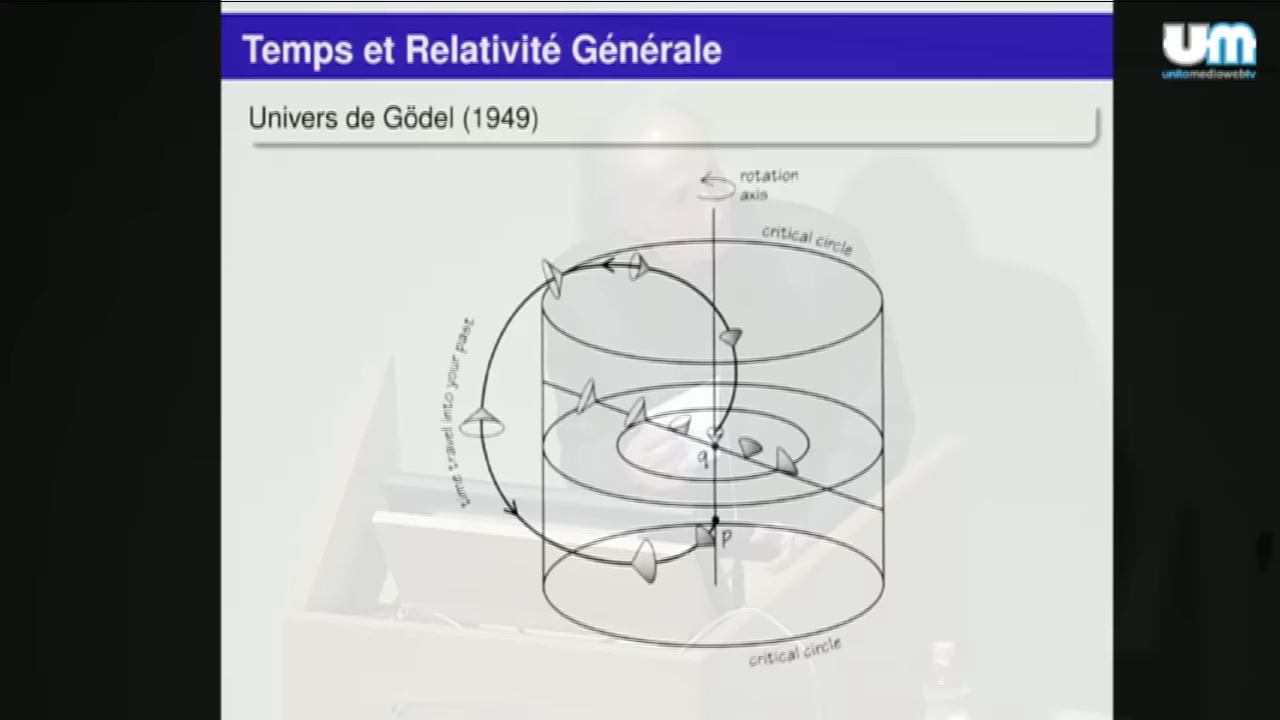 Temps et Relativité Générale
um
unitomediawebtv
Univers de Gödel (1949)
rotation
axis
critical circle
time travel into your past
q
p
critical circle